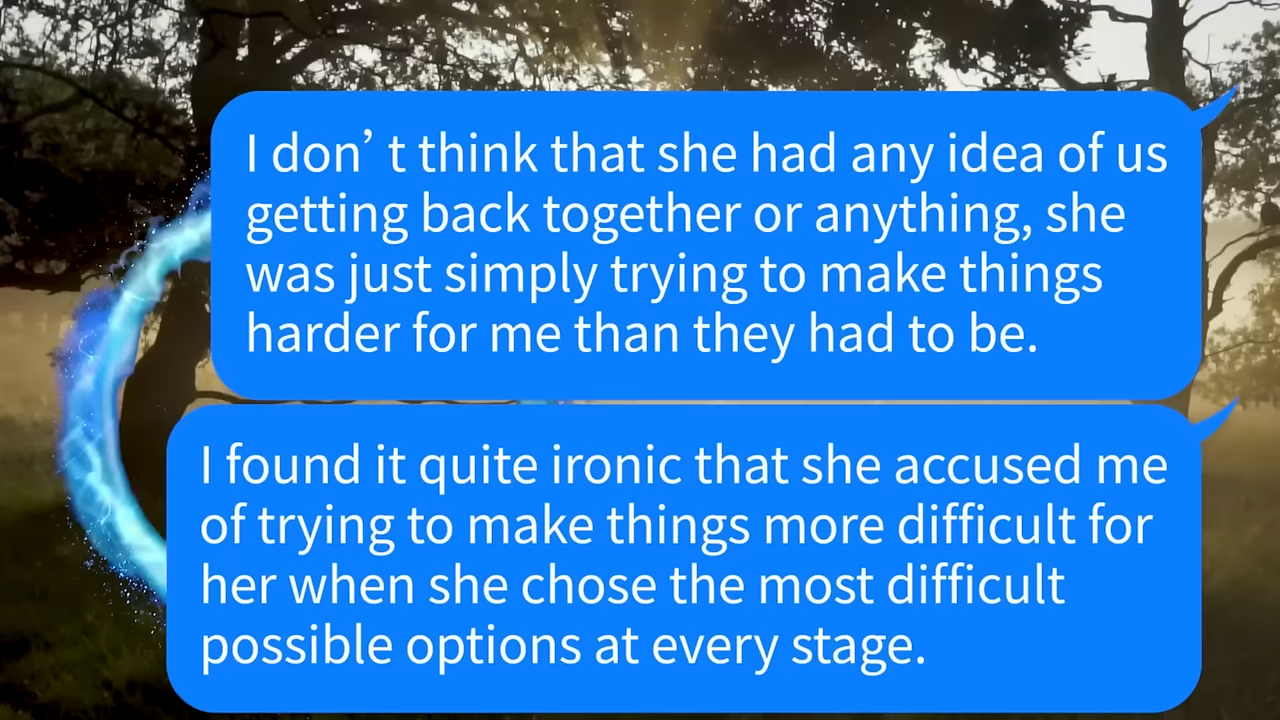 I don’ t think that she had any idea of us
getting back together or anything, she
was just simply trying to make things
harder for me than they had to be.
I found it quite ironic that she accused me
of trying to make things more difficult for
her when she chose the most difficult
possible options at every stage.